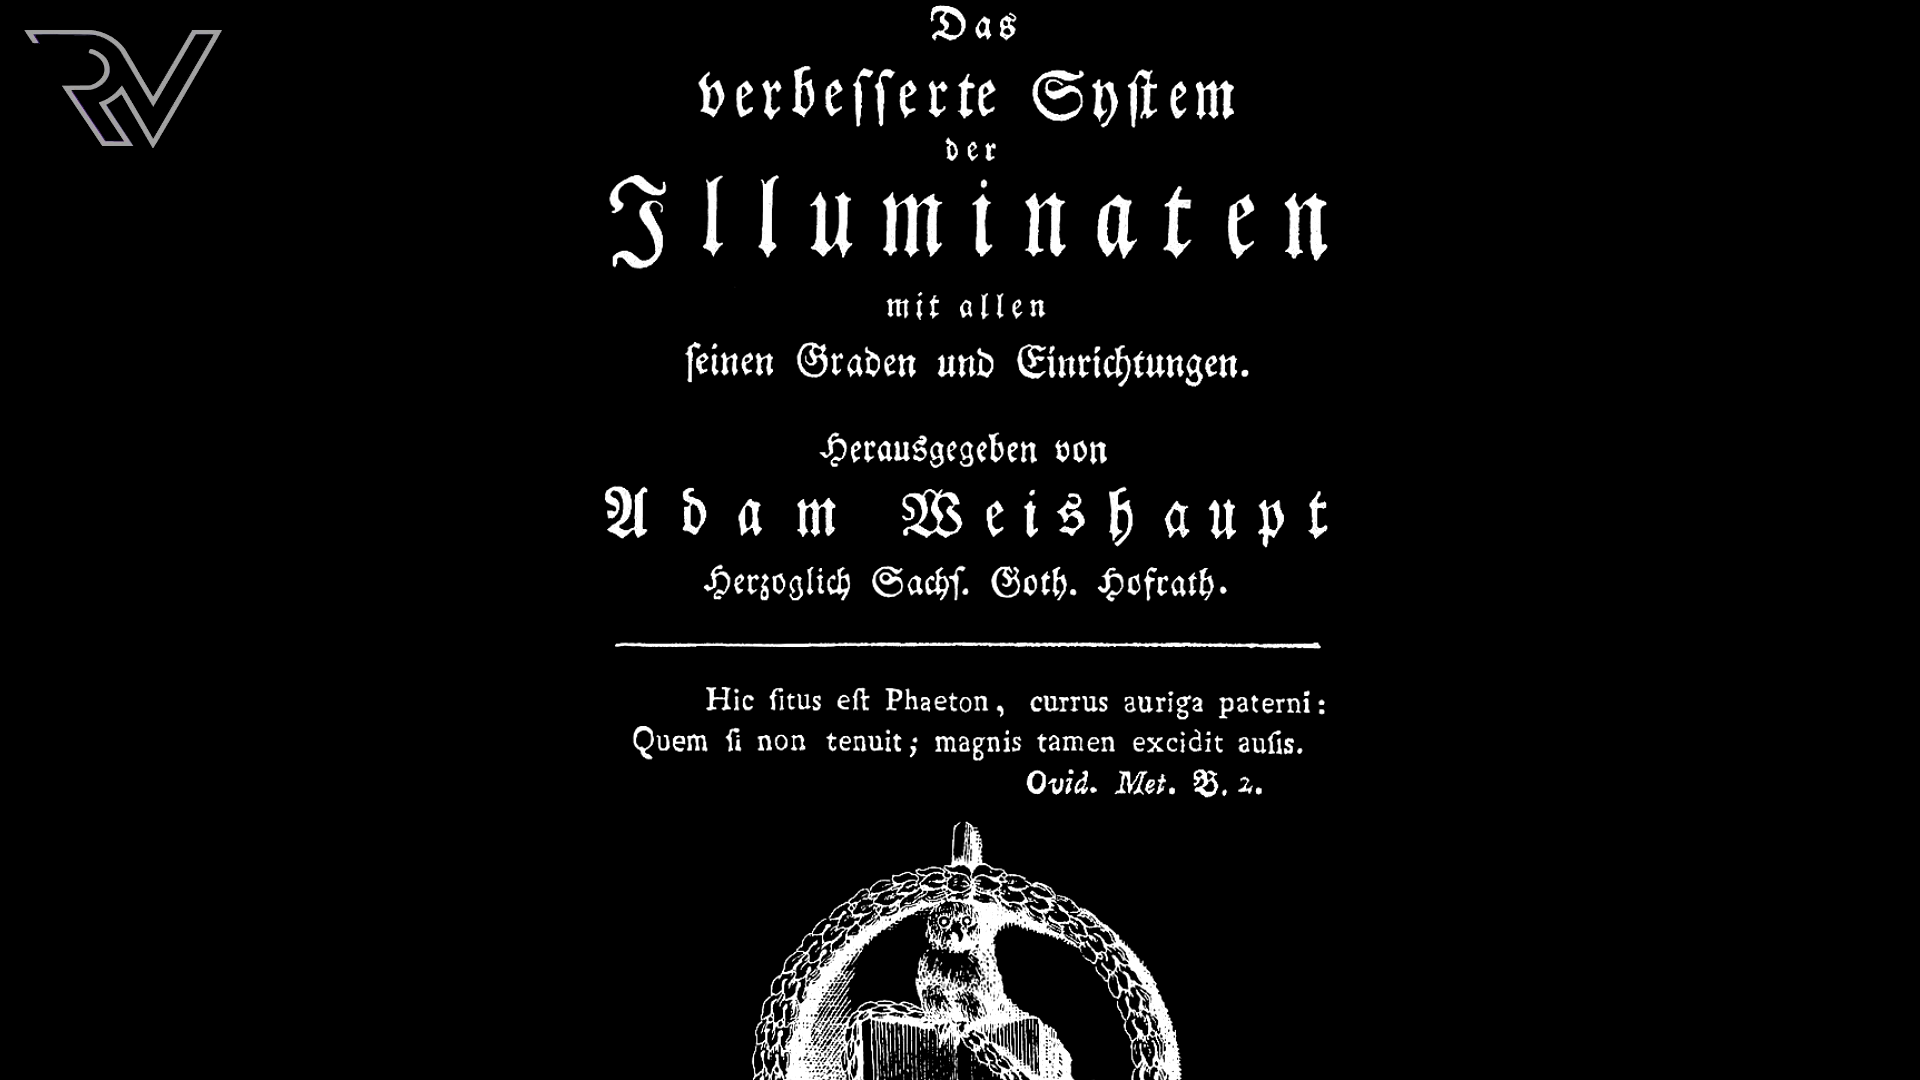 RV
Das
verbeſſerte Syſtem
der
Illuminaten
mit allen
ſeinen Graden und Einrichtungen.
Herausgegeben von
Adam Weishaupt
Herzoglich Sachſ. Goth. Hofrath.
Hic ſitus eſt Phaeton, currus auriga paterni:
Quem ſi non tenuit; magnis tamen excidit auſis.
Ovid. Met. B. 2.